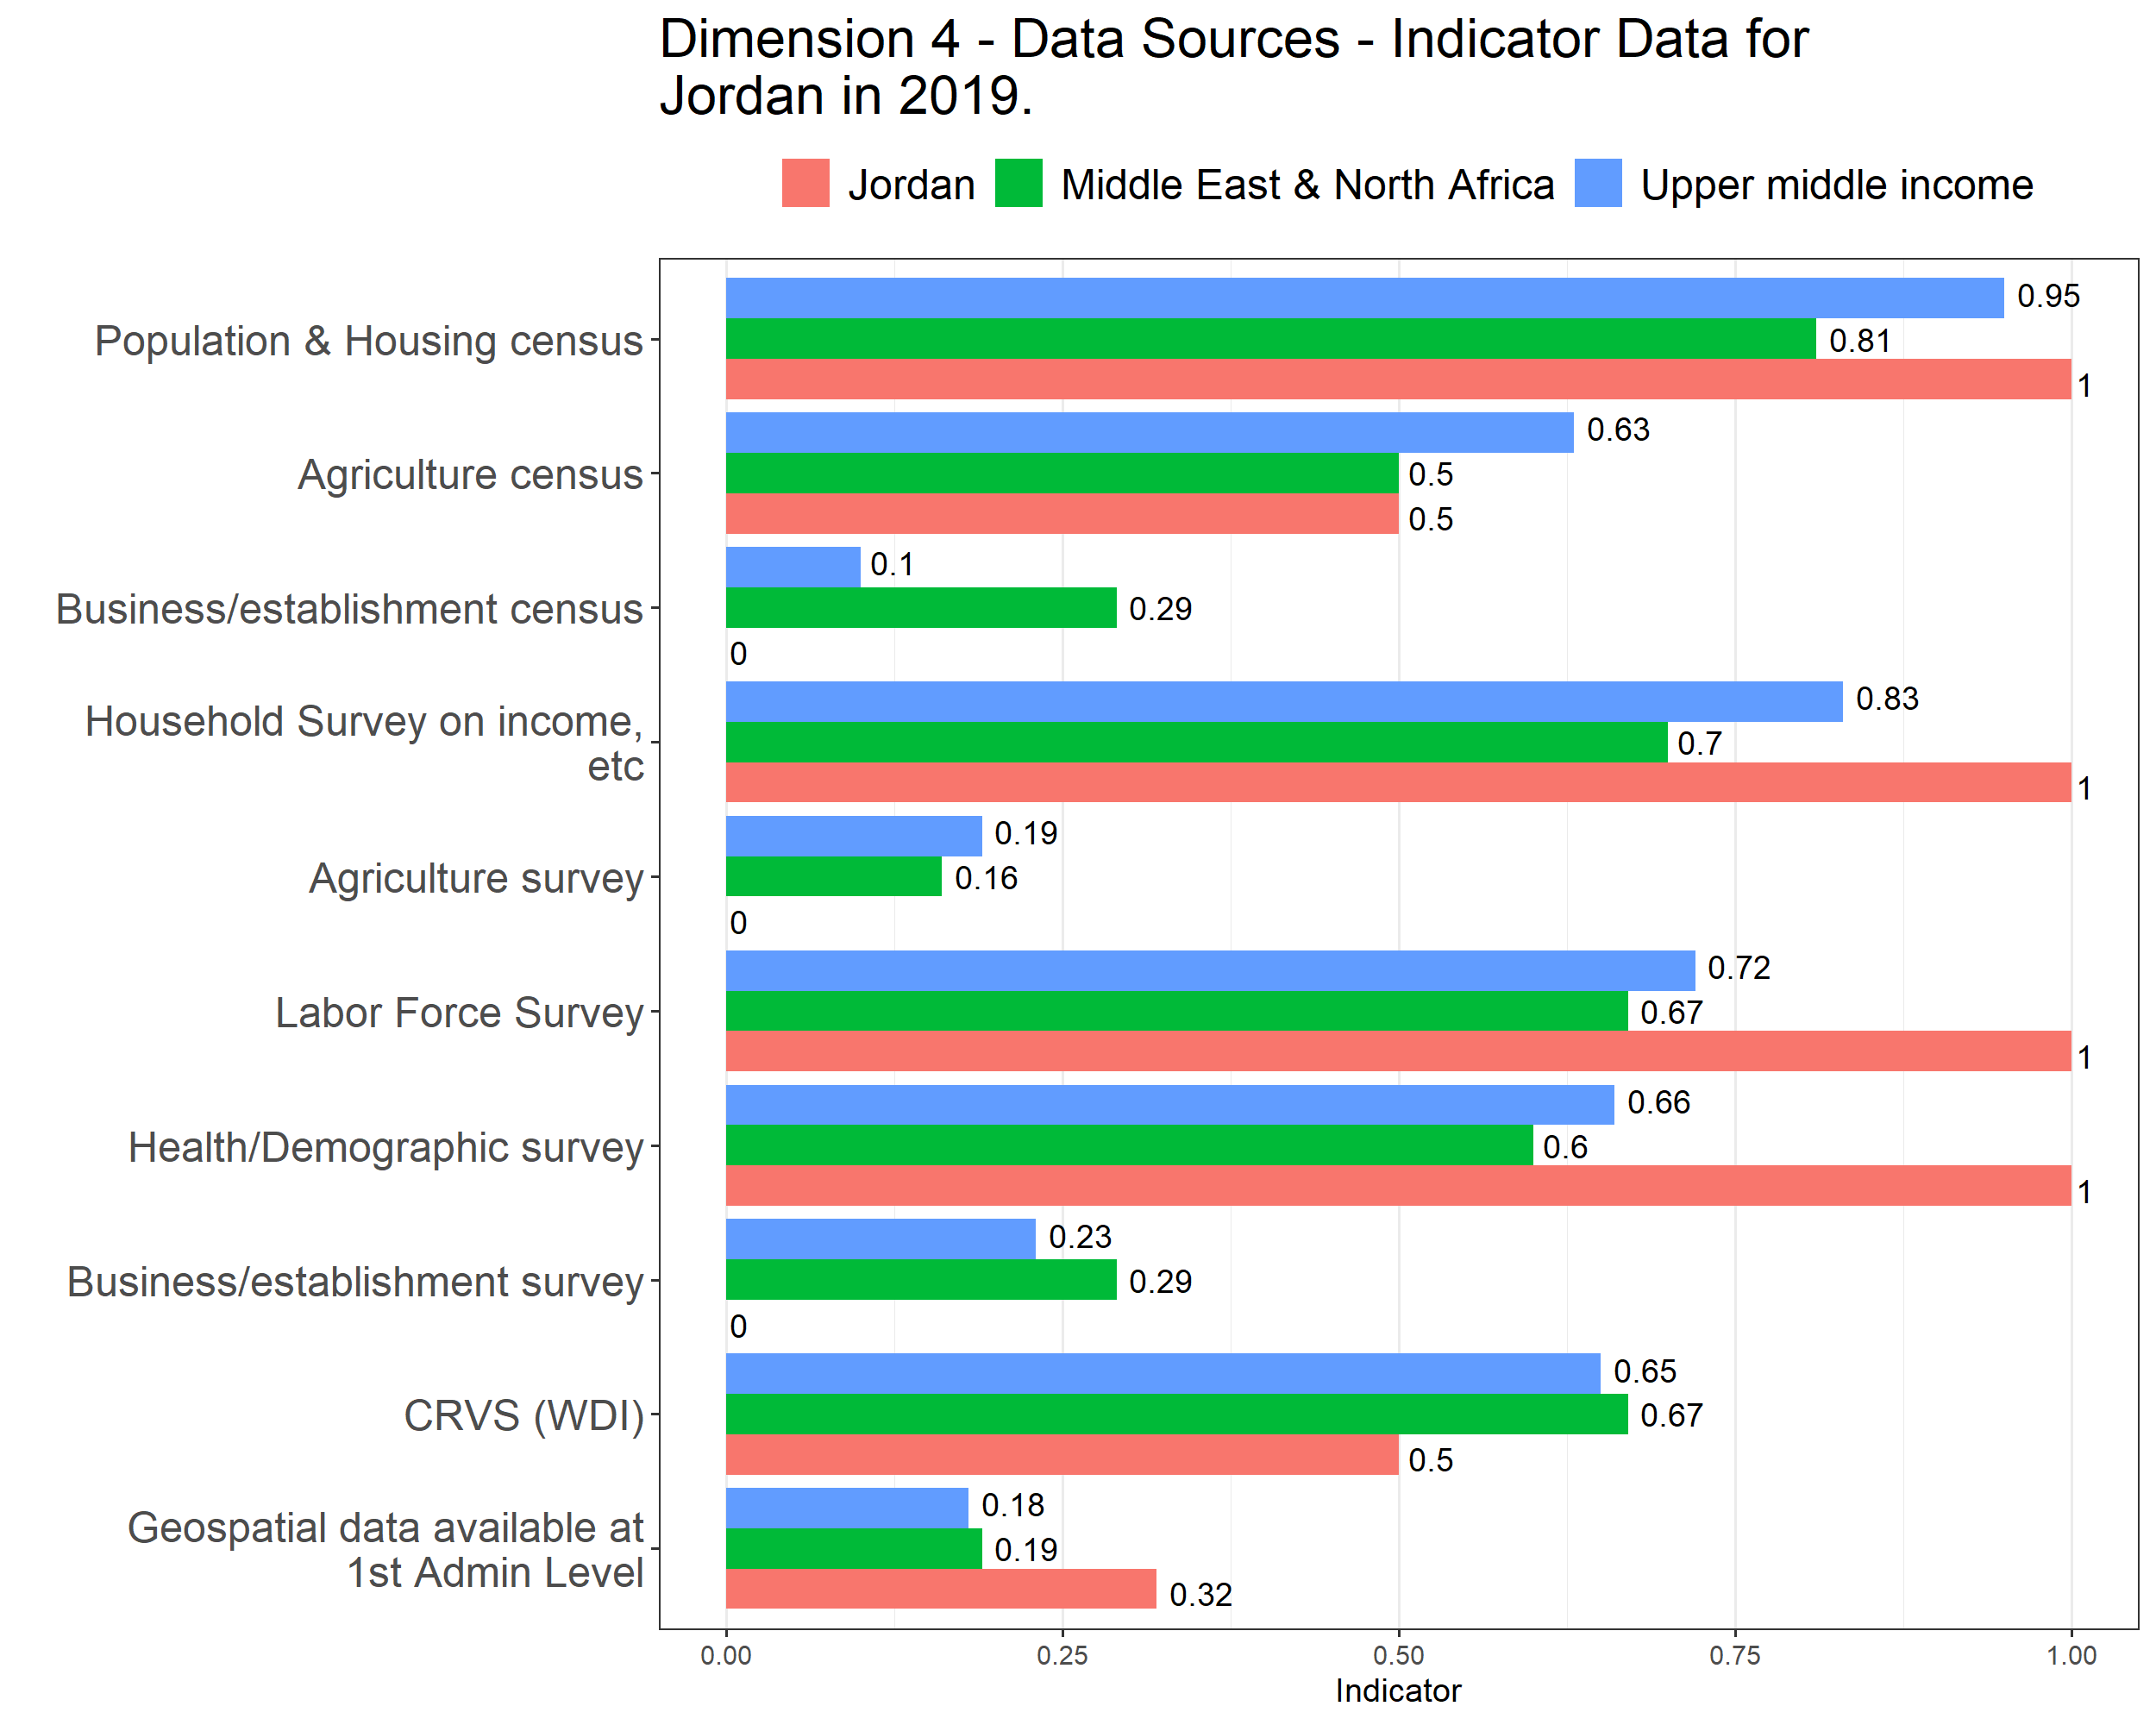 Dimension 4 - Data Sources - Indicator Data for
Jordan in 2019.
Jordan
Middle East & North Africa
Upper middle income
Population & Housing census
0.95
0.81
1
Agriculture census
0.63
0.5
0.5
Business/establishment census
0.1
0.29
0
Household Survey on income,
etc
0.83
0.7
1
Agriculture survey
0.19
0.16
0
Labor Force Survey
0.72
0.67
1
Health/Demographic survey
0.66
0.6
1
Business/establishment survey
0.23
0.29
0
CRVS (WDI)
0.65
0.67
0.5
Geospatial data available at
1st Admin Level
0.18
0.19
0.32
0.00
0.25
0.50
0.75
1.00
Indicator